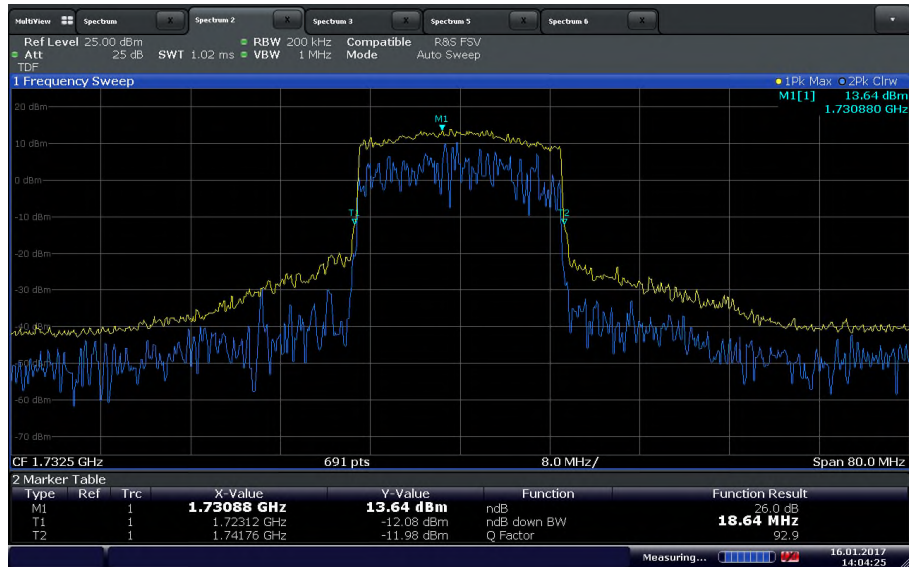 MultiView Spectrum X Spectrum 2 X Spectrum 3 X Spectrum 5 X Spectrum 6 X
Ref Level 25.00 dBm RBW 200 kHz Compatible R&S FSV
Att 25 dB SWT 1.02 ms VBW 1 MHz Mode Auto Sweep
TDF
1 Frequency Sweep 1Pk Max 2Pk Clrw
M1[1] 13.64 dBm
1.730880 GHz
20 dBm
M1
10 dBm
0 dBm
-10 dBm
T1 T2
-20 dBm
-30 dBm
-40 dBm
-50 dBm
-60 dBm
-70 dBm
CF 1.7325 GHz 691 pts 8.0 MHz/ Span 80.0 MHz
2 Marker Table
Type Ref Trc X-Value Y-Value Function Function Result
M1 1 1.73088 GHz 13.64 dBm ndB 26.0 dB
T1 1 1.72312 GHz -12.08 dBm ndB down BW 18.64 MHz
T2 1 1.74176 GHz -11.98 dBm Q Factor 92.9
Measuring... 16.01.2017
14:04:25